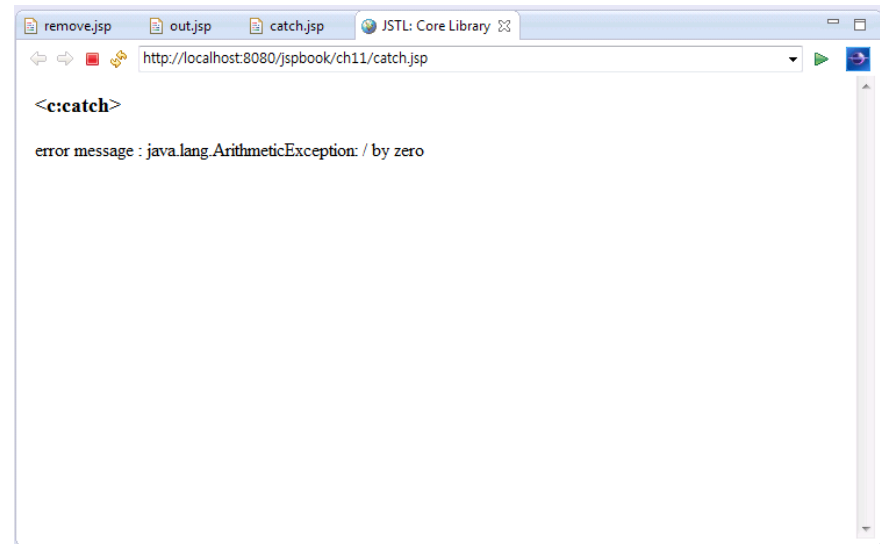 remove.jsp out.jsp catch.jsp JSTL: Core Library
http://localhost:8080/jspbook/ch11/catch.jsp
<c:catch>
error message : java.lang.ArithmeticException: / by zero